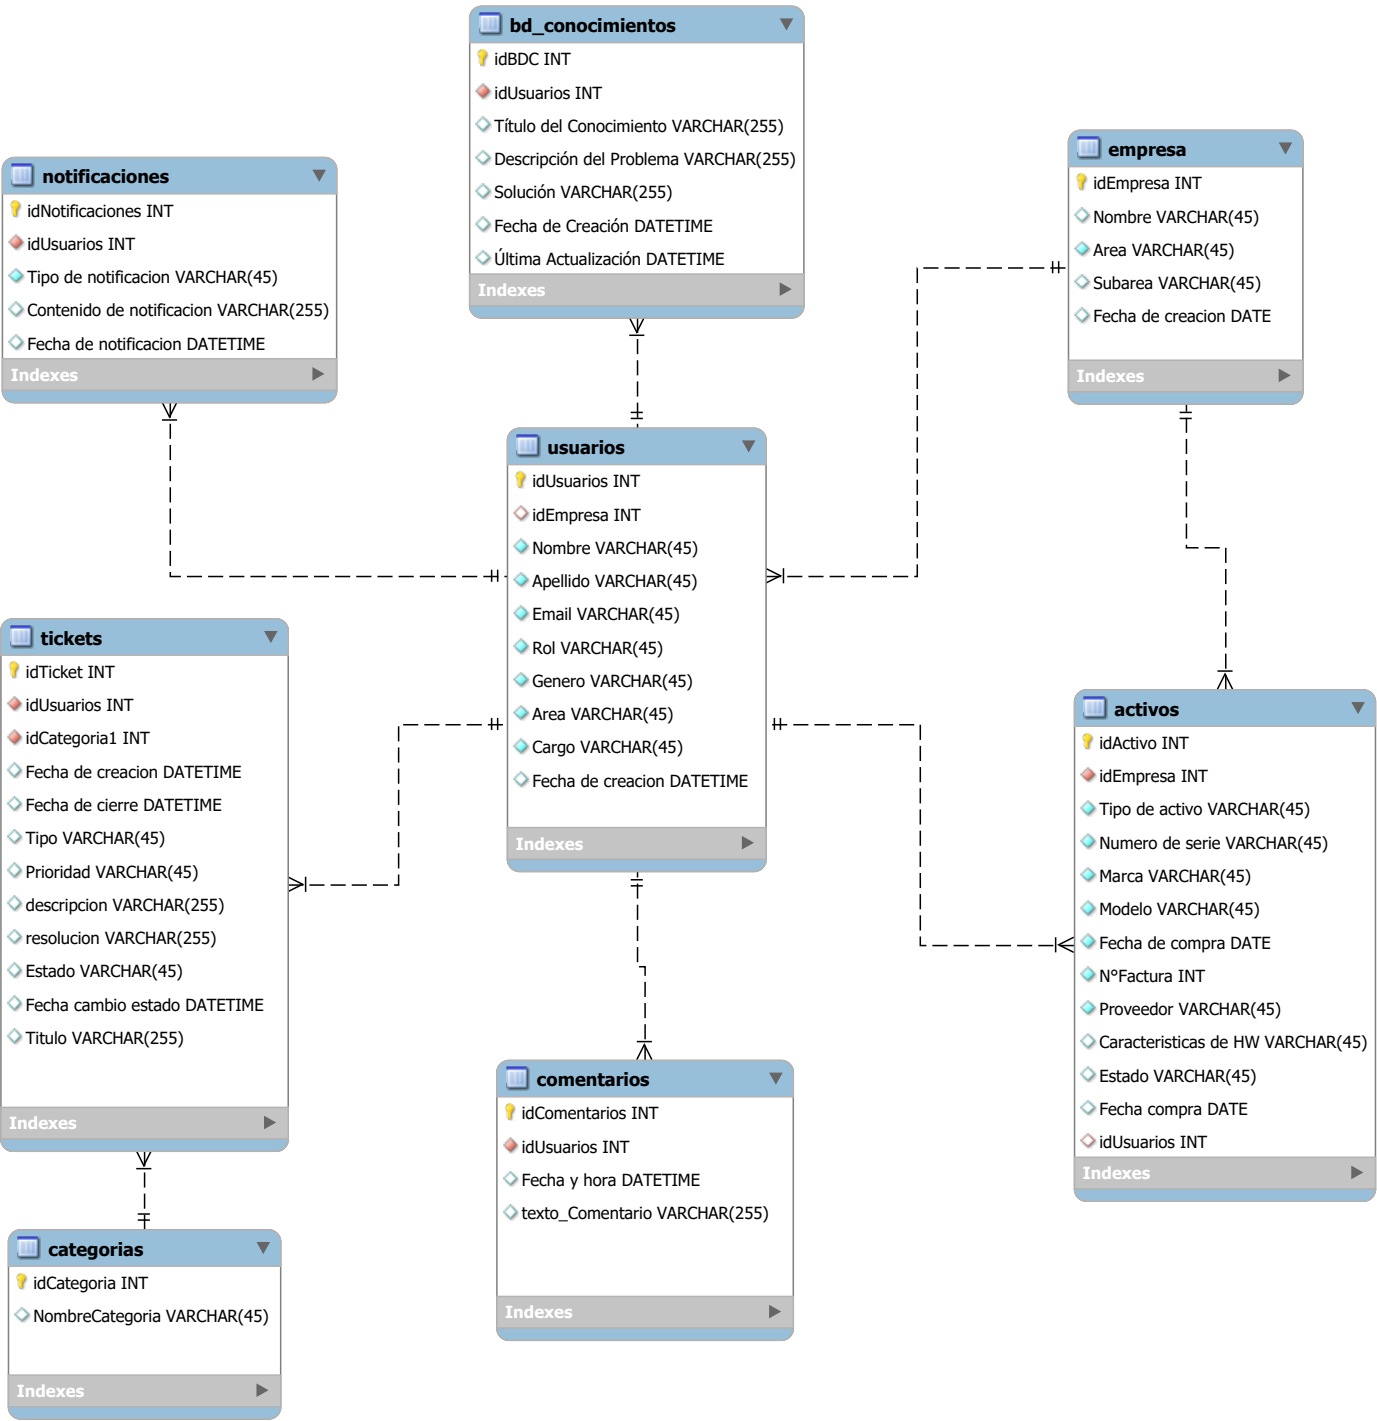 bd_conocimientos
idBDC INT
idUsuarios INT
Título del Conocimiento VARCHAR(255)
Descripción del Problema VARCHAR(255)
Solución VARCHAR(255)
Fecha de Creación DATETIME
Última Actualización DATETIME
Indexes
empresa
idEmpresa INT
Nombre VARCHAR(45)
Area VARCHAR(45)
Subarea VARCHAR(45)
Fecha de creacion DATE
Indexes
notificaciones
idNotificaciones INT
idUsuarios INT
Tipo de notificacion VARCHAR(45)
Contenido de notificacion VARCHAR(255)
Fecha de notificacion DATETIME
Indexes
usuarios
idUsuarios INT
idEmpresa INT
Nombre VARCHAR(45)
Apellido VARCHAR(45)
Email VARCHAR(45)
Rol VARCHAR(45)
Genero VARCHAR(45)
Area VARCHAR(45)
Cargo VARCHAR(45)
Fecha de creacion DATETIME
Indexes
tickets
idTicket INT
idUsuarios INT
idCategoria1 INT
Fecha de creacion DATETIME
Fecha de cierre DATETIME
Tipo VARCHAR(45)
Prioridad VARCHAR(45)
descripcion VARCHAR(255)
resolucion VARCHAR(255)
Estado VARCHAR(45)
Fecha cambio estado DATETIME
Titulo VARCHAR(255)
Indexes
activos
idActivo INT
idEmpresa INT
Tipo de activo VARCHAR(45)
Numero de serie VARCHAR(45)
Marca VARCHAR(45)
Modelo VARCHAR(45)
Fecha de compra DATE
N°Factura INT
Proveedor VARCHAR(45)
Caracteristicas de HW VARCHAR(45)
Estado VARCHAR(45)
Fecha compra DATE
idUsuarios INT
Indexes
comentarios
idComentarios INT
idUsuarios INT
Fecha y hora DATETIME
texto_Comentario VARCHAR(255)
Indexes
categorias
idCategoria INT
NombreCategoria VARCHAR(45)
Indexes